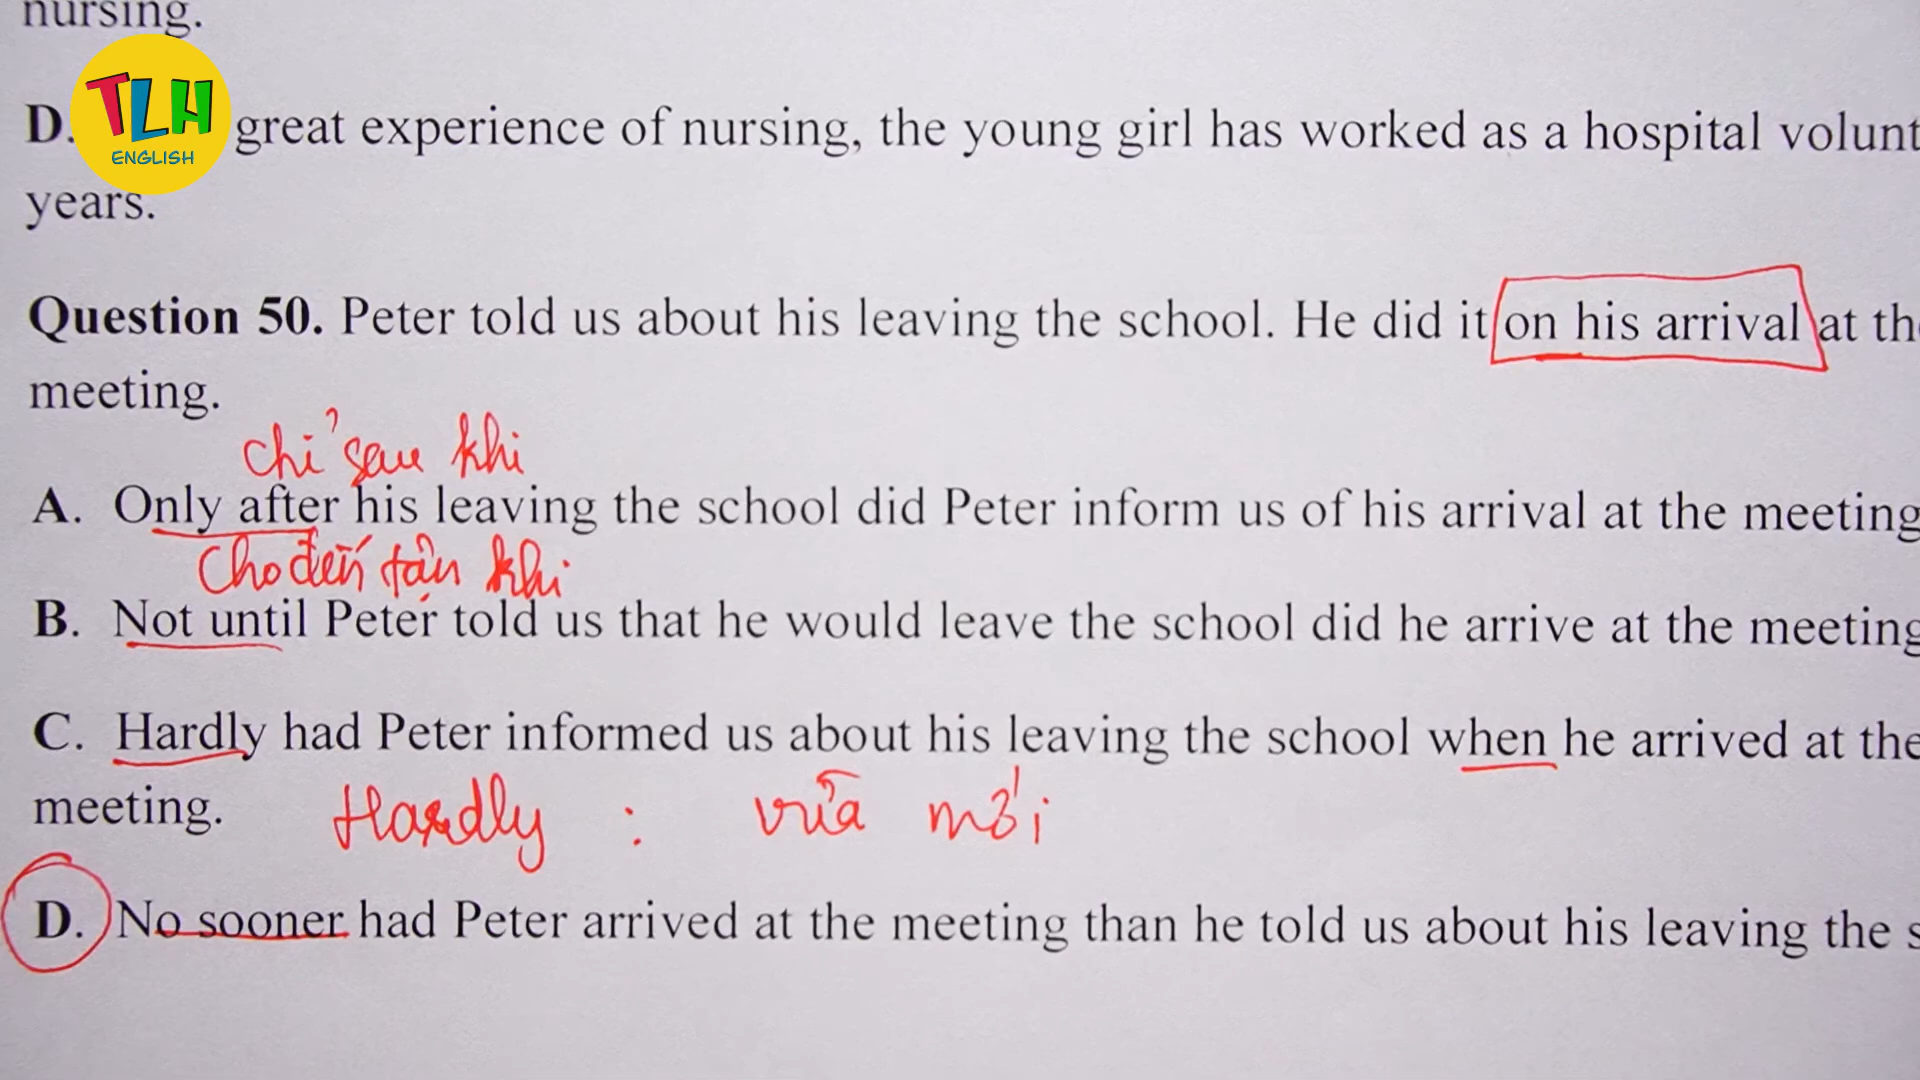 nursing.
TLH
ENGLISH
D. great experience of nursing, the young girl has worked as a hospital volunt
years.
Question 50. Peter told us about his leaving the school. He did it on his arrival at th
meeting.
chỉ sau khi
A. Only after his leaving the school did Peter inform us of his arrival at the meeting
Cho đến tận khi
B. Not until Peter told us that he would leave the school did he arrive at the meeting
C. Hardly had Peter informed us about his leaving the school when he arrived at the
meeting.
Hardly : vừa mới
D. No sooner had Peter arrived at the meeting than he told us about his leaving the s